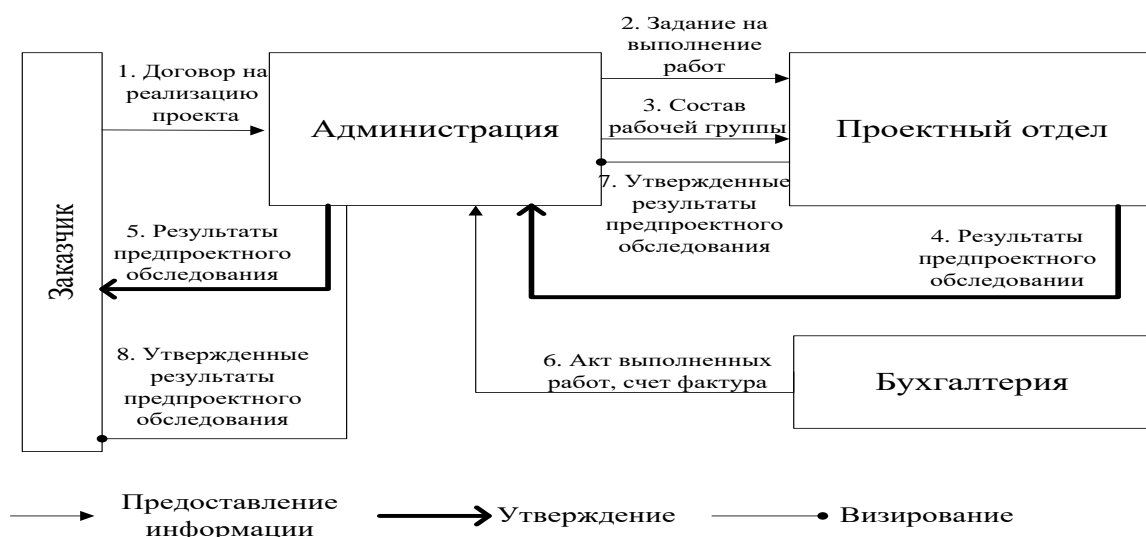 Заказчик
1. Договор на
реализацию
проекта
Администрация
2. Задание на
выполнение
работ
3. Состав
рабочей группы
Проектный отдел
7. Утвержденные
результаты
предпроектного
обследования
5. Результаты
предпроектного
обследования
4. Результаты
предпроектного
обследовании
8. Утвержденные
результаты
предпроектного
обследования
6. Акт выполненных
работ, счет фактура
Бухгалтерия
Предоставление
информации
Утверждение
Визирование